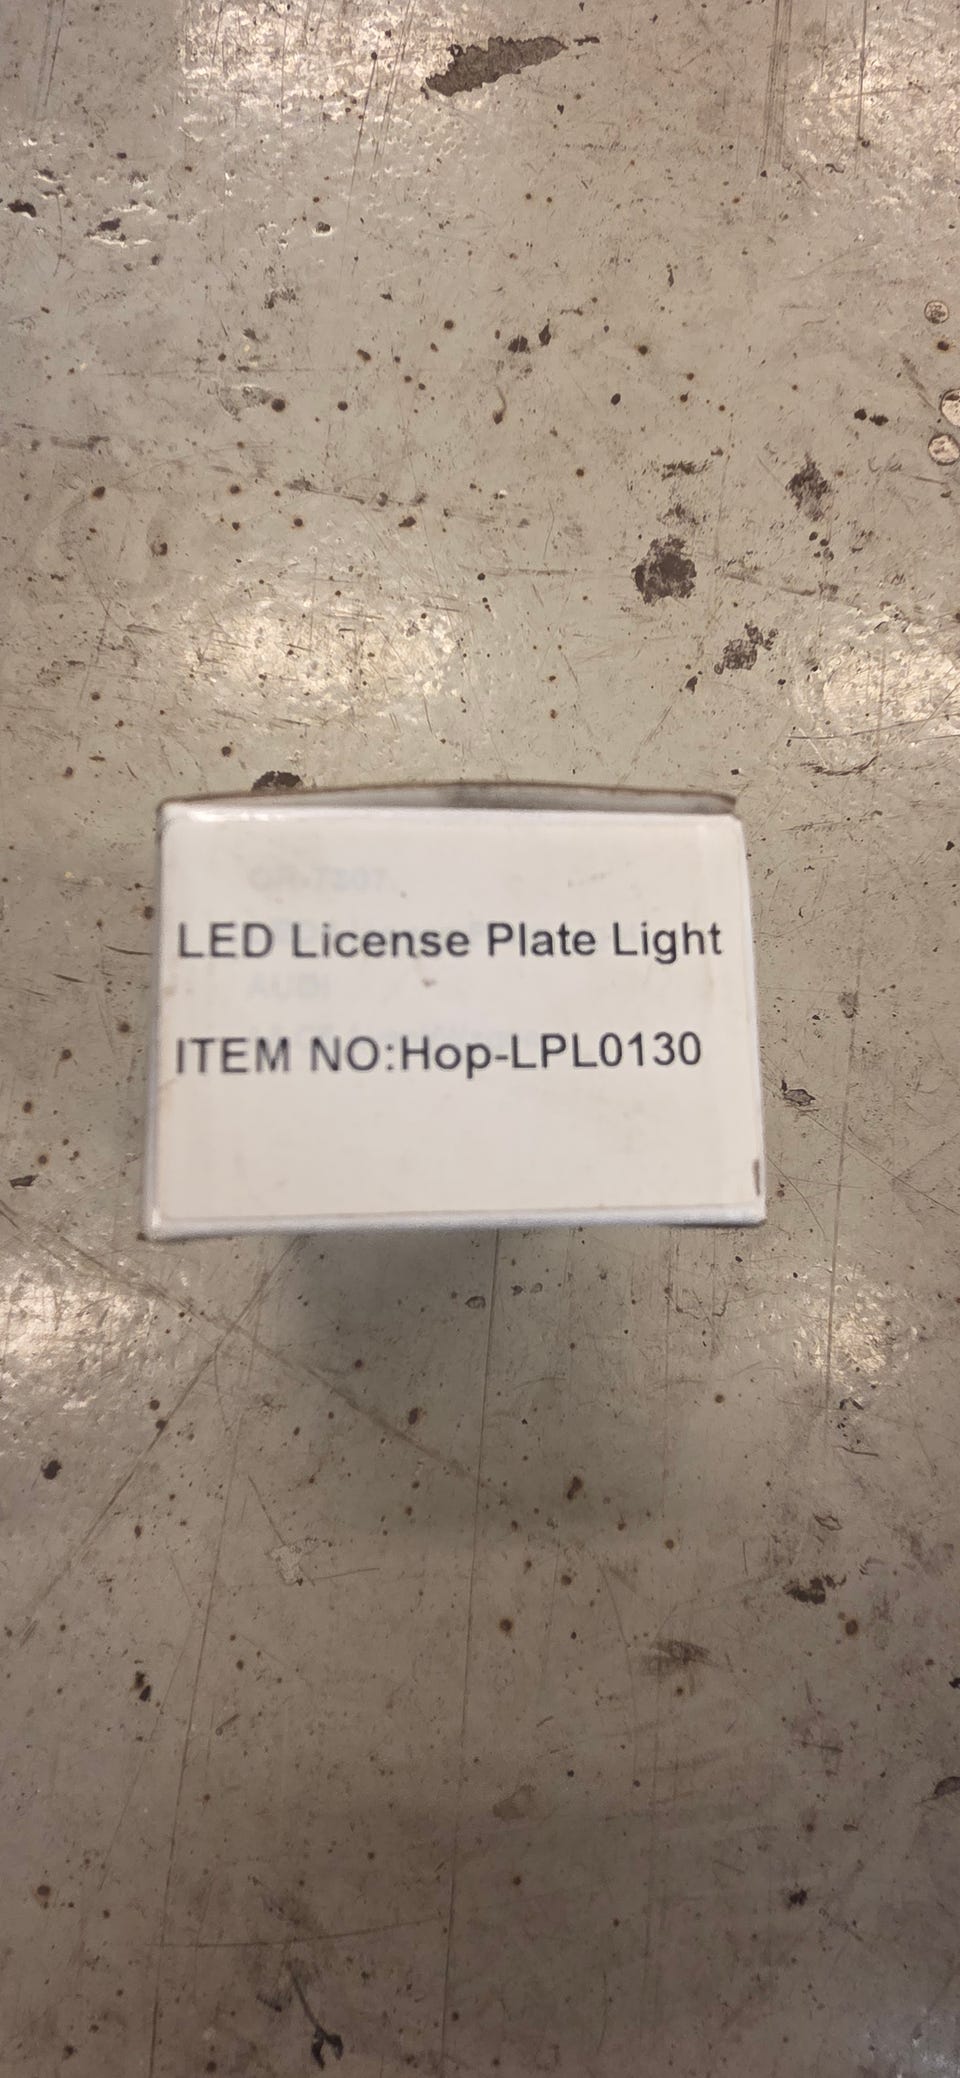 LED License Plate Light
ITEM NO:Hop-LPL0130